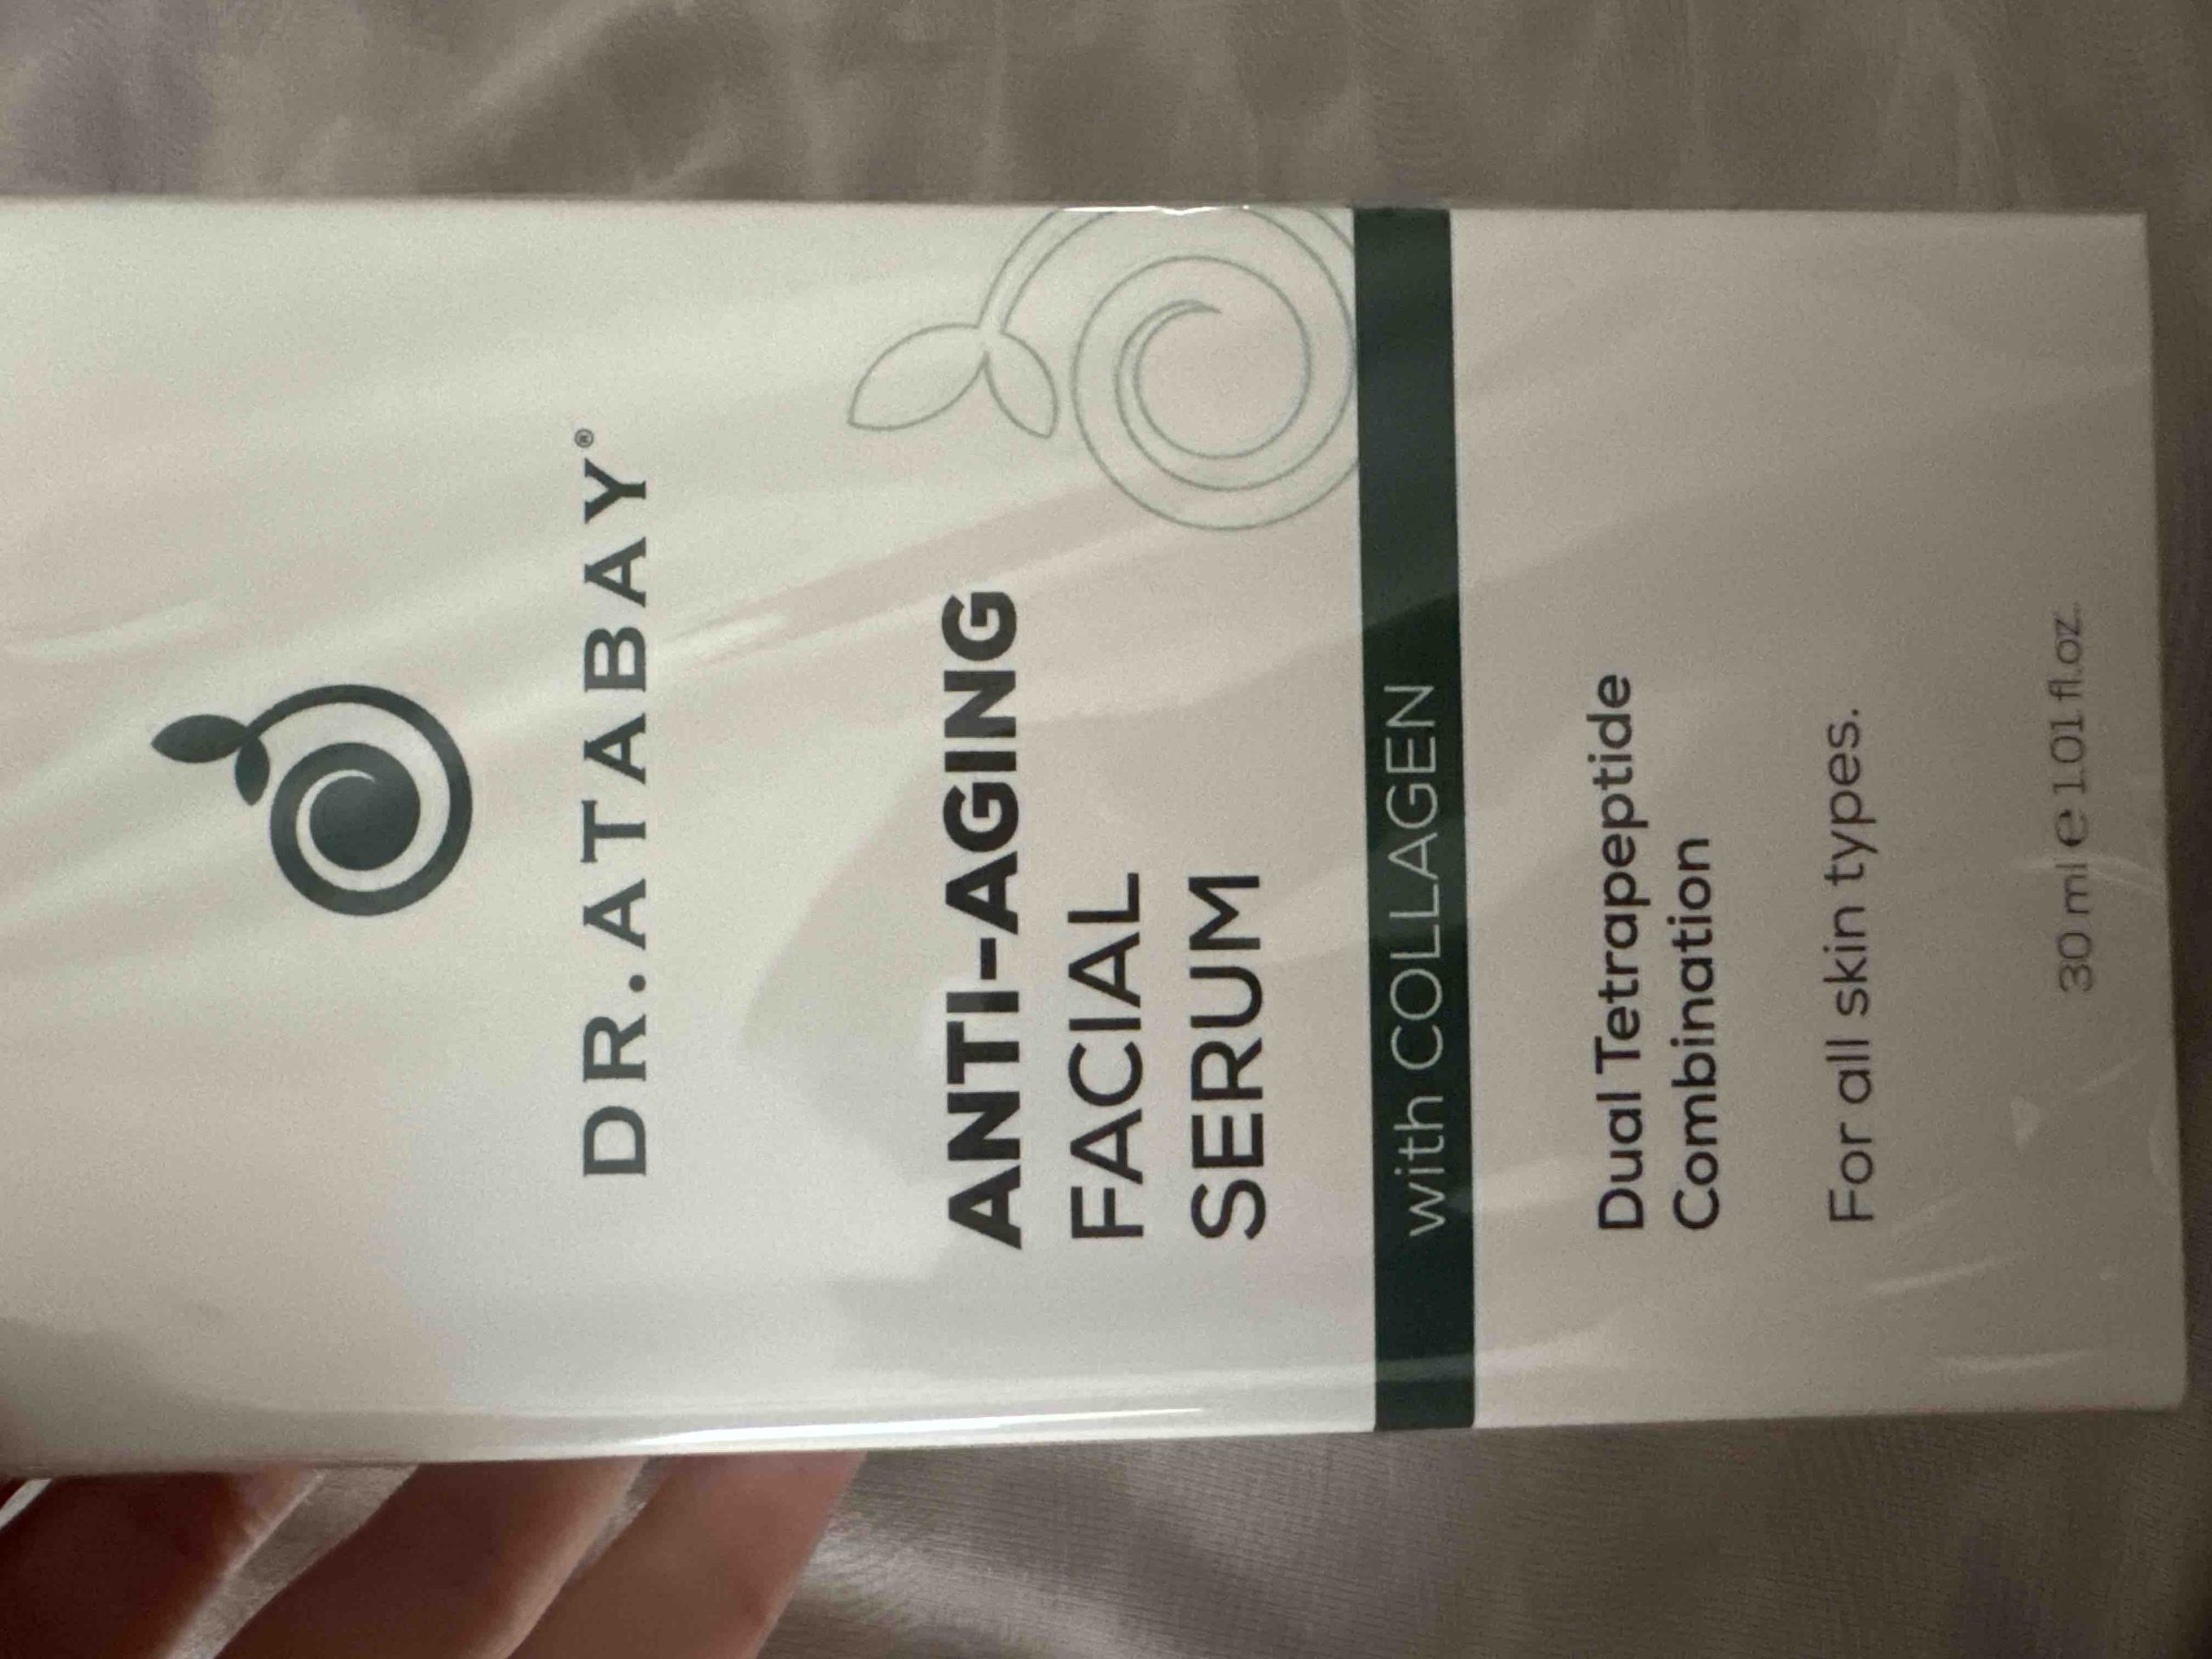 DR.ATABAY®
ANTI-AGING
FACIAL
SERUM
with COLLAGEN
Dual Tetrapeptide
Combination
For all skin types.
30 ml ℮ 1.01 fl.oz.